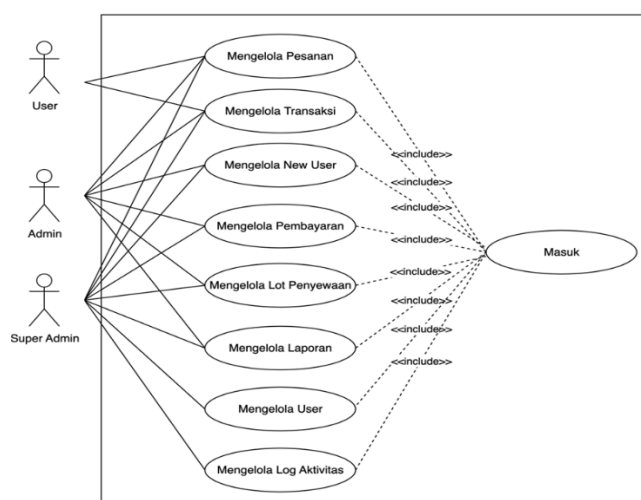 Mengelola Pesanan
User
Mengelola Transaksi
<<include>>
Mengelola New User
<<include>>
<<include>>
Admin
Mengelola Pembayaran
<<include>>
Masuk
<<include>>
Mengelola Lot Penyewaan
<<include>>
Super Admin
Mengelola Laporan
<<include>>
<<include>>
Mengelola User
Mengelola Log Aktivitas